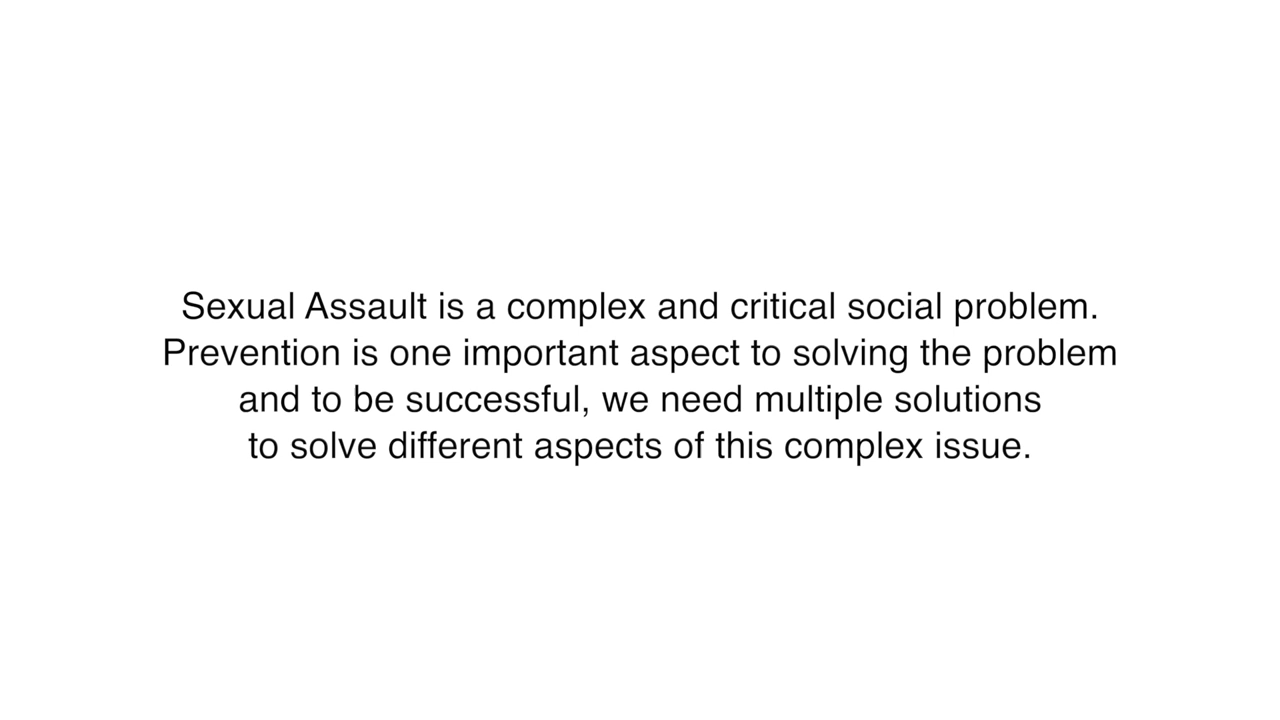 Sexual Assault is a complex and critical social problem.
Prevention is one important aspect to solving the problem
and to be successful, we need multiple solutions
to solve different aspects of this complex issue.